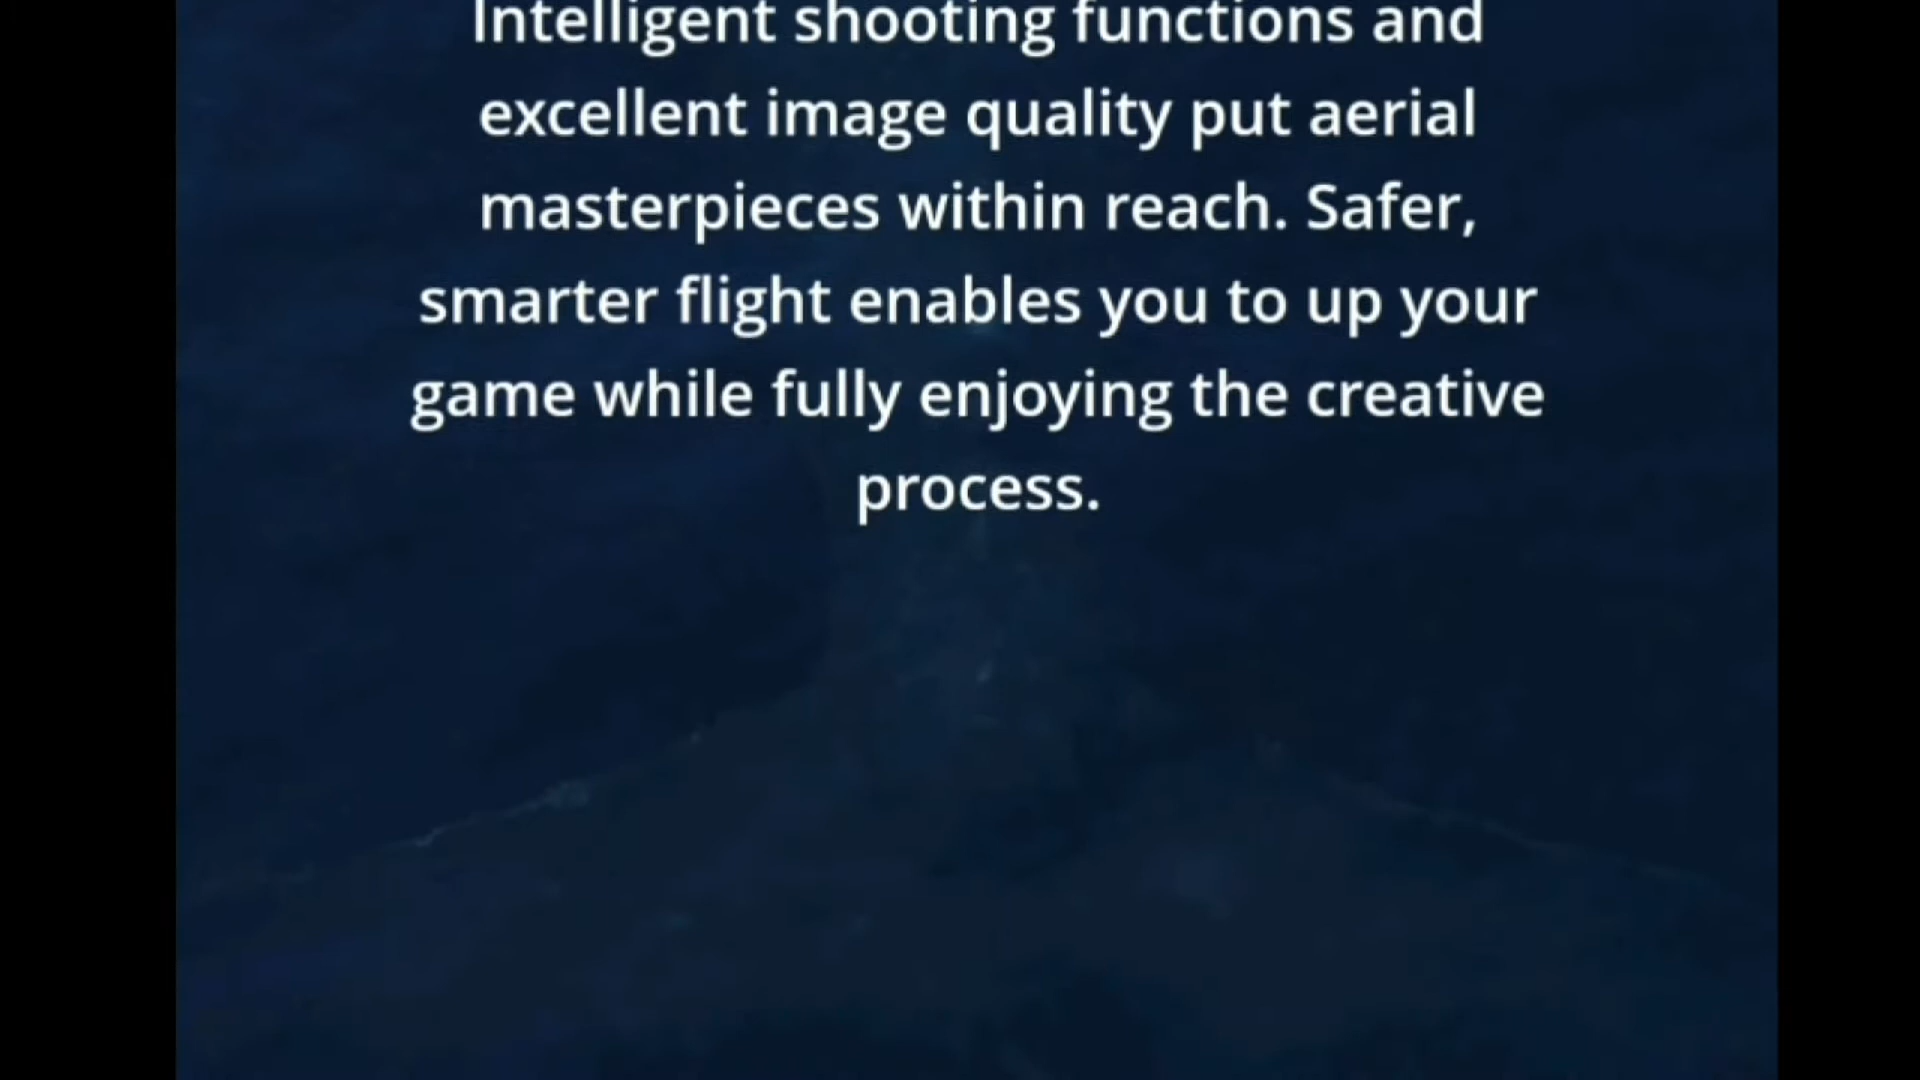 Intelligent shooting functions and
excellent image quality put aerial
masterpieces within reach. Safer,
smarter flight enables you to up your
game while fully enjoying the creative
process.